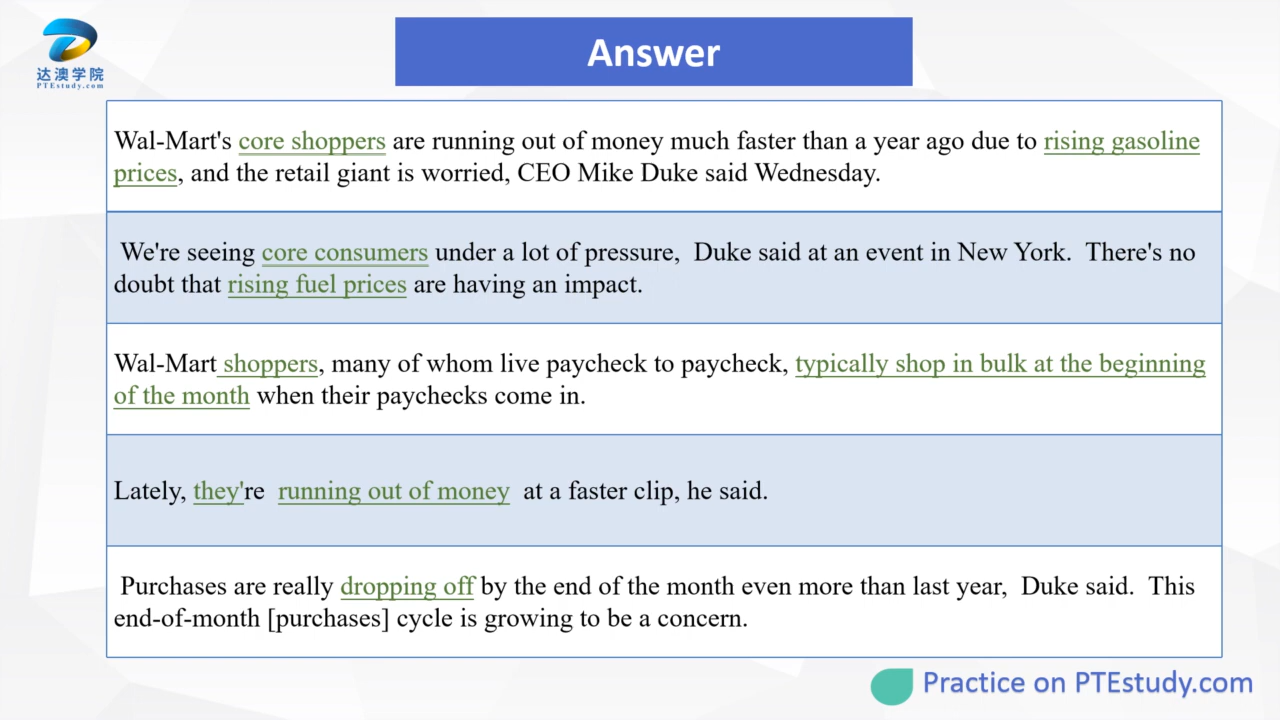 达澳学院
PTEstudy.com
Answer
Wal-Mart's core shoppers are running out of money much faster than a year ago due to rising gasoline
prices, and the retail giant is worried, CEO Mike Duke said Wednesday.
We're seeing core consumers under a lot of pressure,  Duke said at an event in New York.  There's no
doubt that rising fuel prices are having an impact.
Wal-Mart shoppers, many of whom live paycheck to paycheck, typically shop in bulk at the beginning
of the month when their paychecks come in.
Lately, they're  running out of money  at a faster clip, he said.
Purchases are really dropping off by the end of the month even more than last year,  Duke said.  This
end-of-month [purchases] cycle is growing to be a concern.
Practice on PTEstudy.com